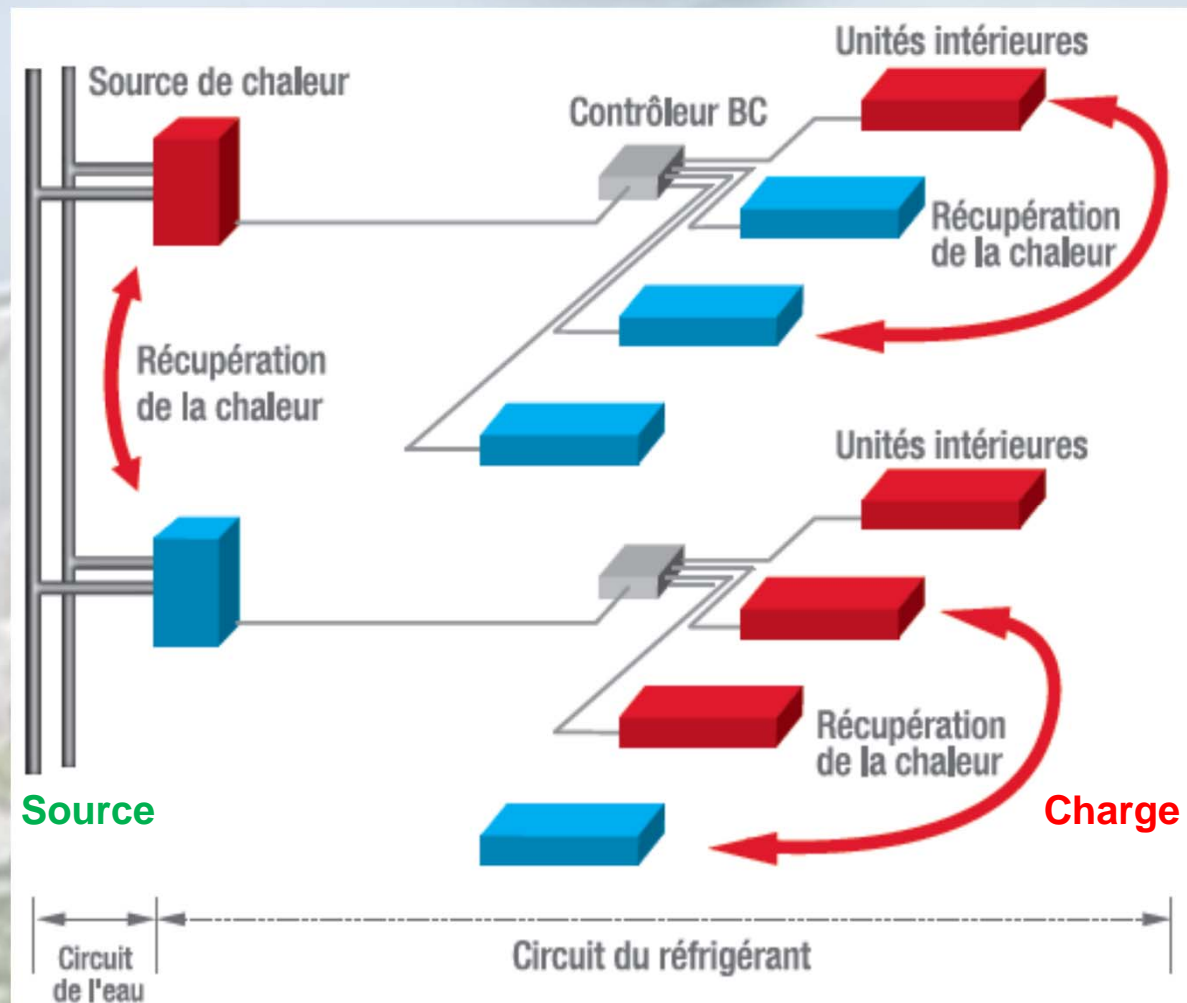 Unités intérieures
Source de chaleur
Contrôleur BC
Récupération
de la chaleur
Récupération
de la chaleur
Unités intérieures
Récupération
de la chaleur
Source
Charge
Circuit
de l'eau
Circuit du réfrigérant